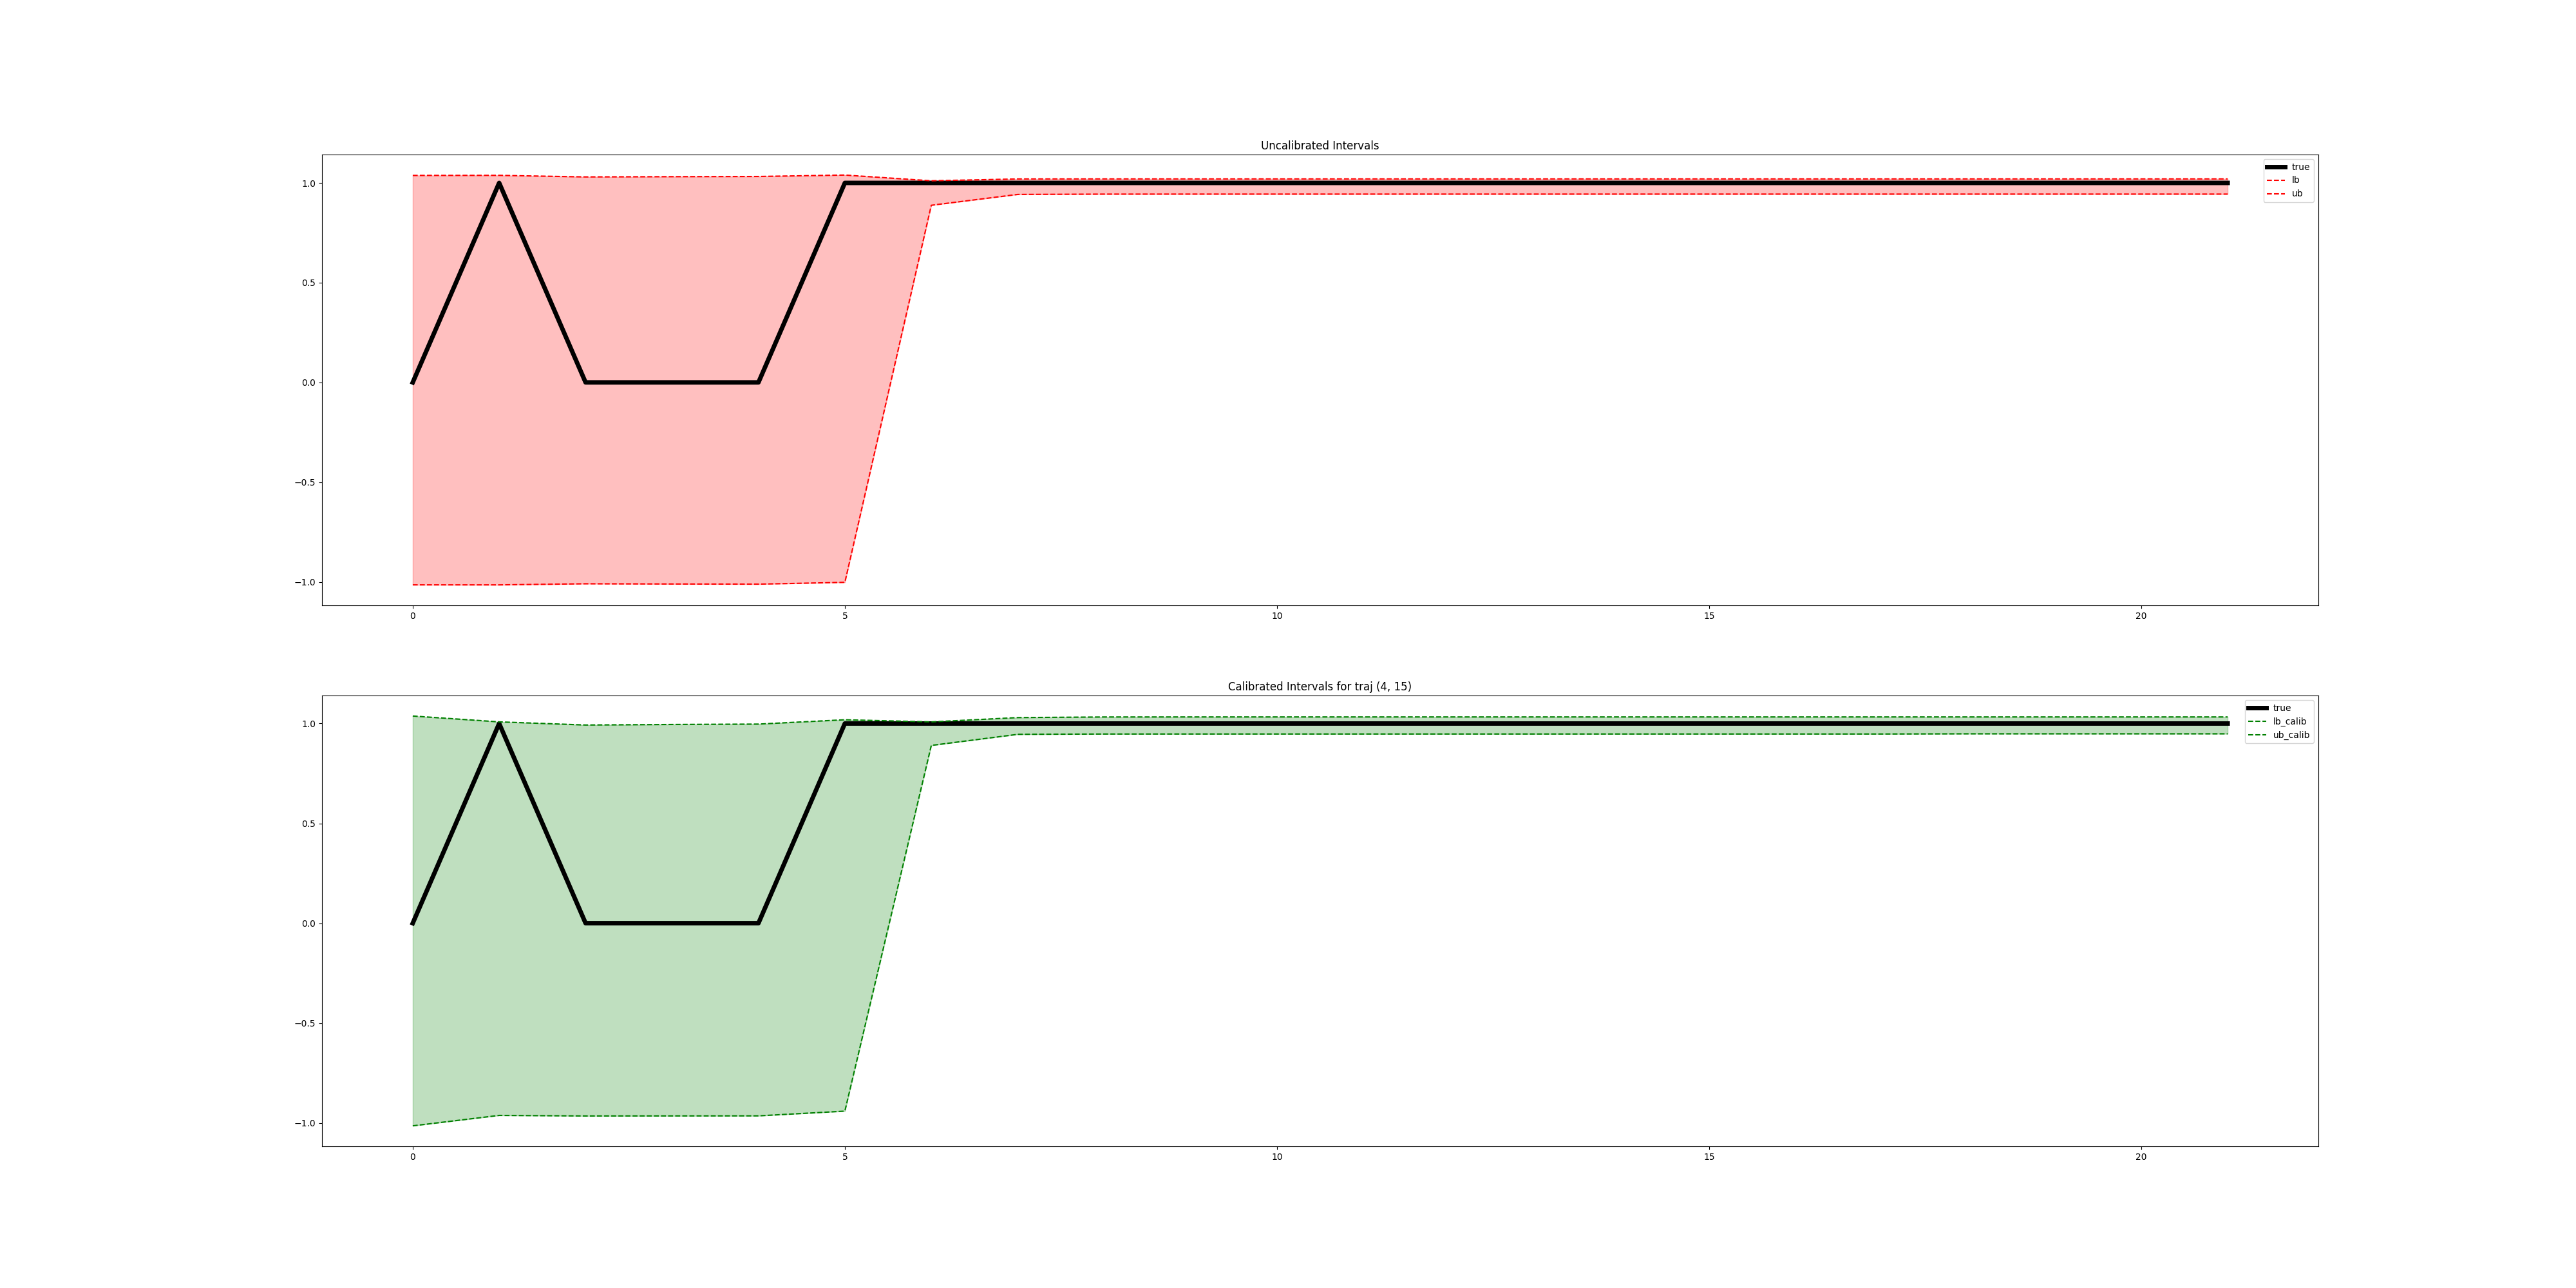 Uncalibrated Intervals
true
lb
ub
1.0
0.5
0.0
−0.5
−1.0
0 5 10 15 20
Calibrated Intervals for traj (4, 15)
true
lb_calib
ub_calib
1.0
0.5
0.0
−0.5
−1.0
0 5 10 15 20